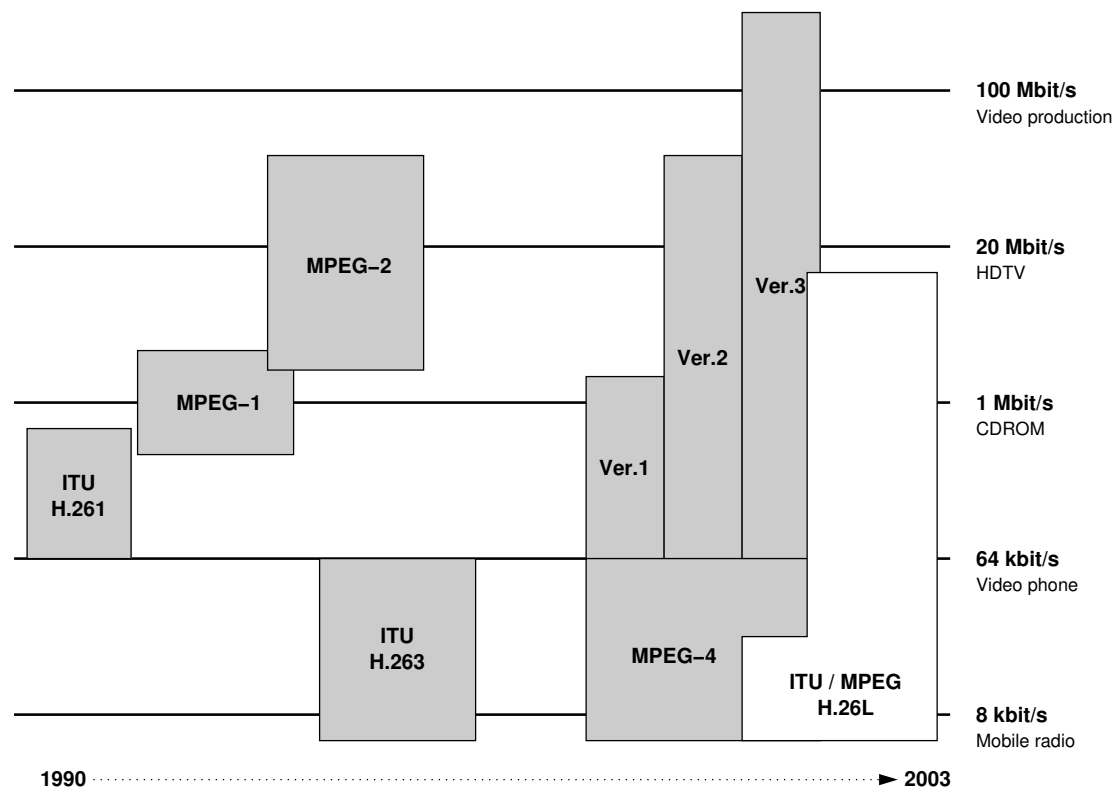 100 Mbit/s
Video production
MPEG−2
20 Mbit/s
HDTV
Ver.3
Ver.2
MPEG−1
1 Mbit/s
CDROM
Ver.1
ITU
H.261
64 kbit/s
Video phone
ITU
H.263
MPEG−4
ITU / MPEG
H.26L
8 kbit/s
Mobile radio
1990
2003